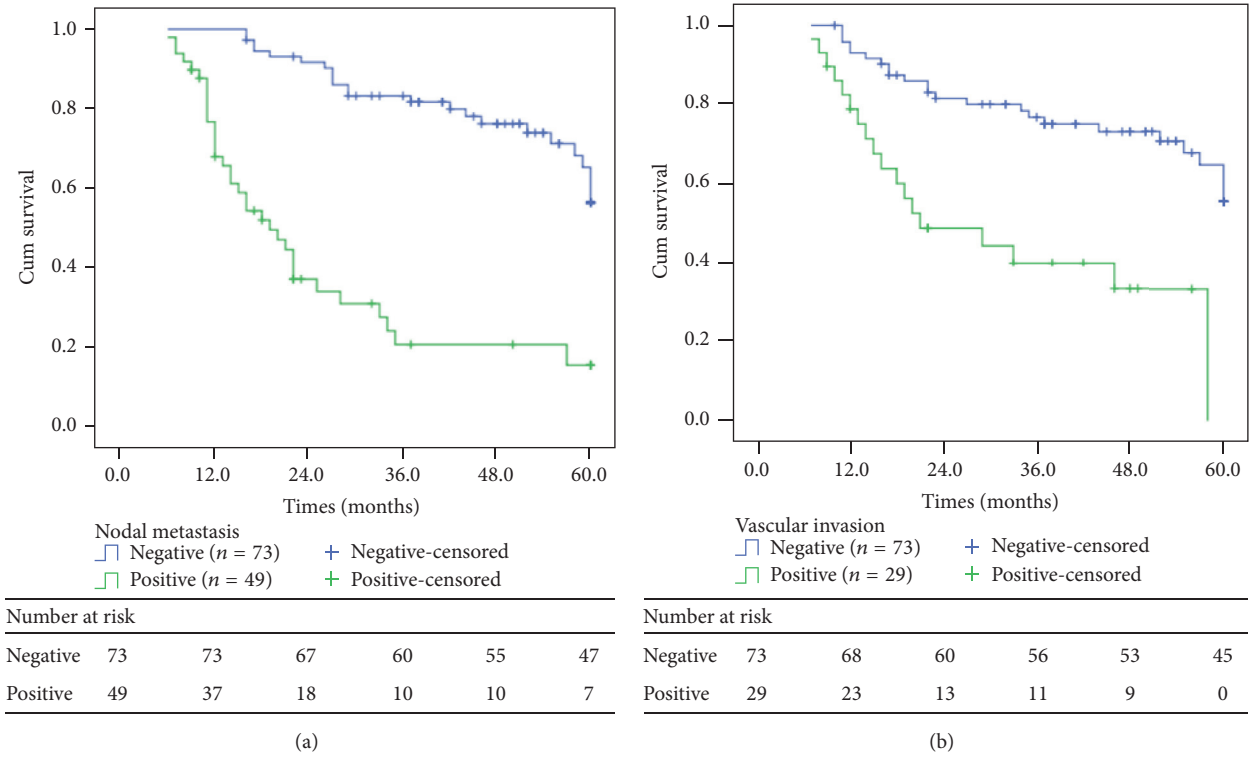 1.0
0.8
0.6
0.4
0.2
0.0
Cum survival
0.0 12.0 24.0 36.0 48.0 60.0
Times (months)
Nodal metastasis
Negative (n = 73) Negative-censored
Positive (n = 49) Positive-censored
Number at risk
Negative 73 73 67 60 55 47
Positive 49 37 18 10 10 7
(a)
1.0
0.8
0.6
0.4
0.2
0.0
Cum survival
0.0 12.0 24.0 36.0 48.0 60.0
Times (months)
Vascular invasion
Negative (n = 73) Negative-censored
Positive (n = 29) Positive-censored
Number at risk
Negative 73 68 60 56 53 45
Positive 29 23 13 11 9 0
(b)